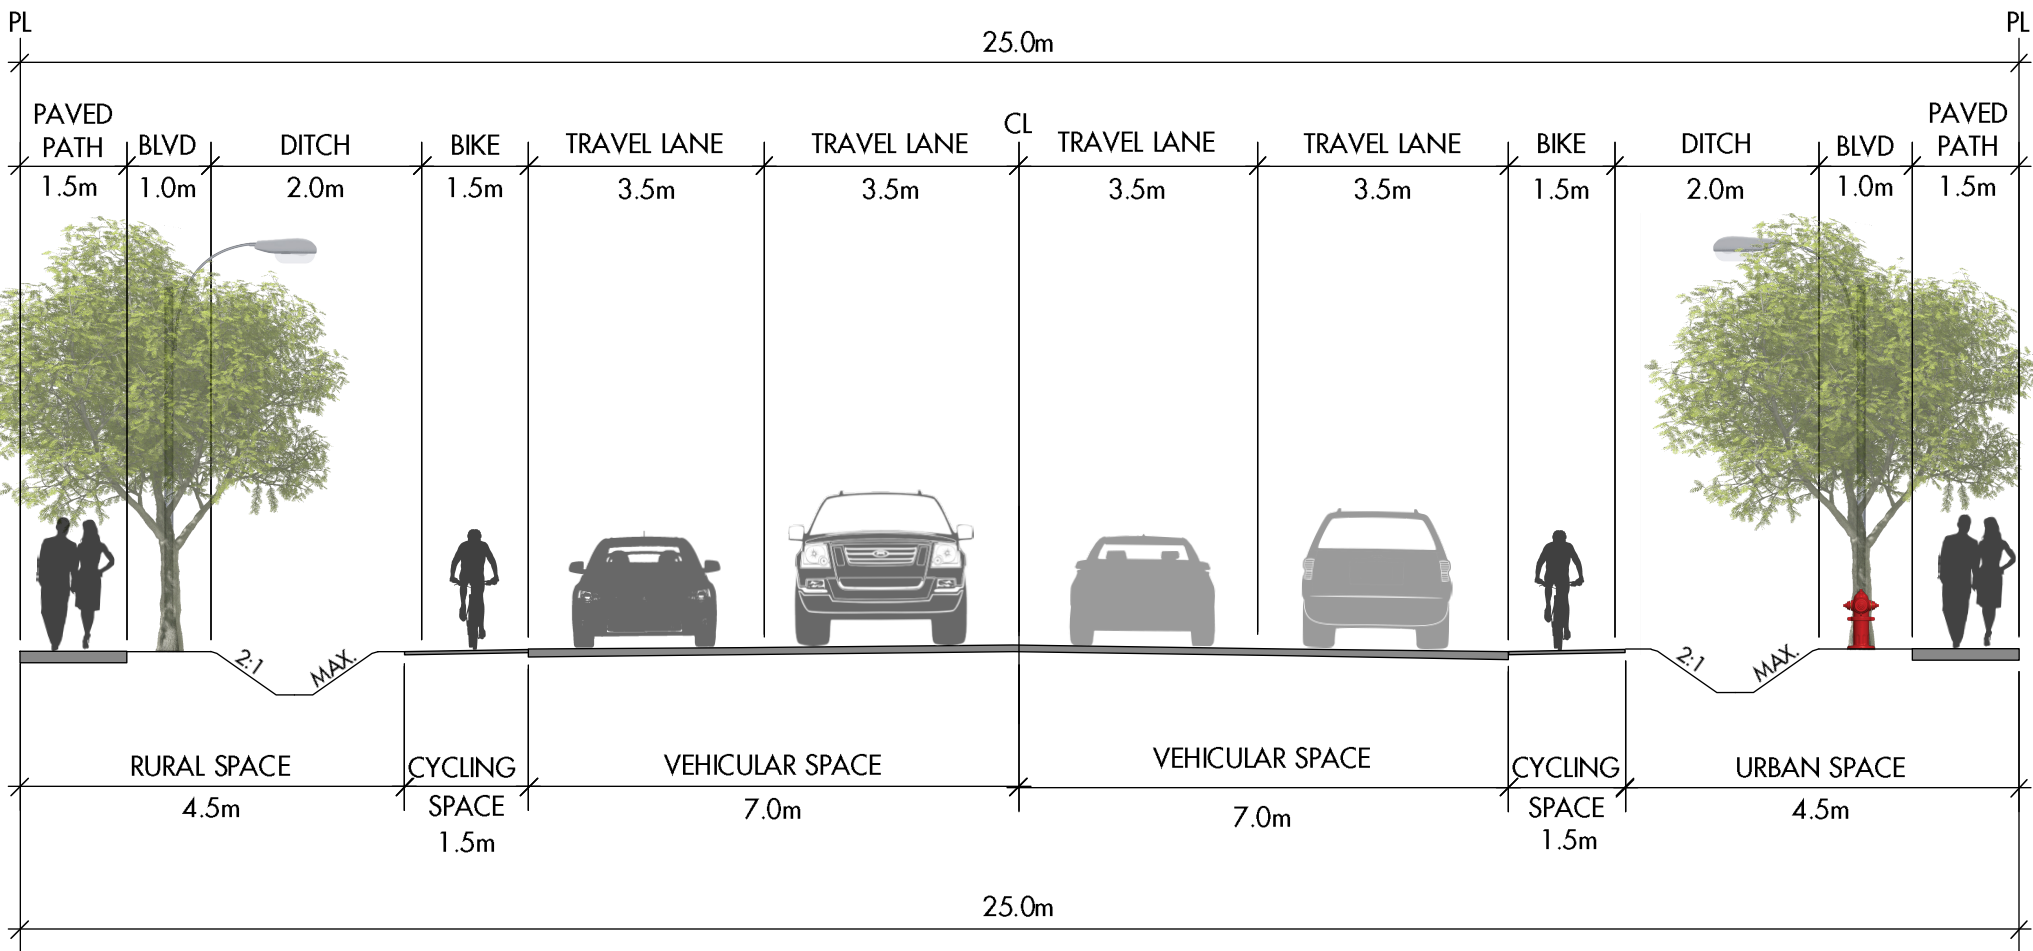 PL
PL
25.0m
PAVED
PATH
BLVD
DITCH
BIKE
TRAVEL LANE
TRAVEL LANE
CL
TRAVEL LANE
TRAVEL LANE
BIKE
DITCH
BLVD
PAVED
PATH
1.5m
1.0m
2.0m
1.5m
3.5m
3.5m
3.5m
3.5m
1.5m
2.0m
1.0m
1.5m
2:1
MAX.
2:1
MAX.
RURAL SPACE
4.5m
CYCLING
SPACE
1.5m
VEHICULAR SPACE
7.0m
VEHICULAR SPACE
7.0m
CYCLING
SPACE
1.5m
URBAN SPACE
4.5m
25.0m